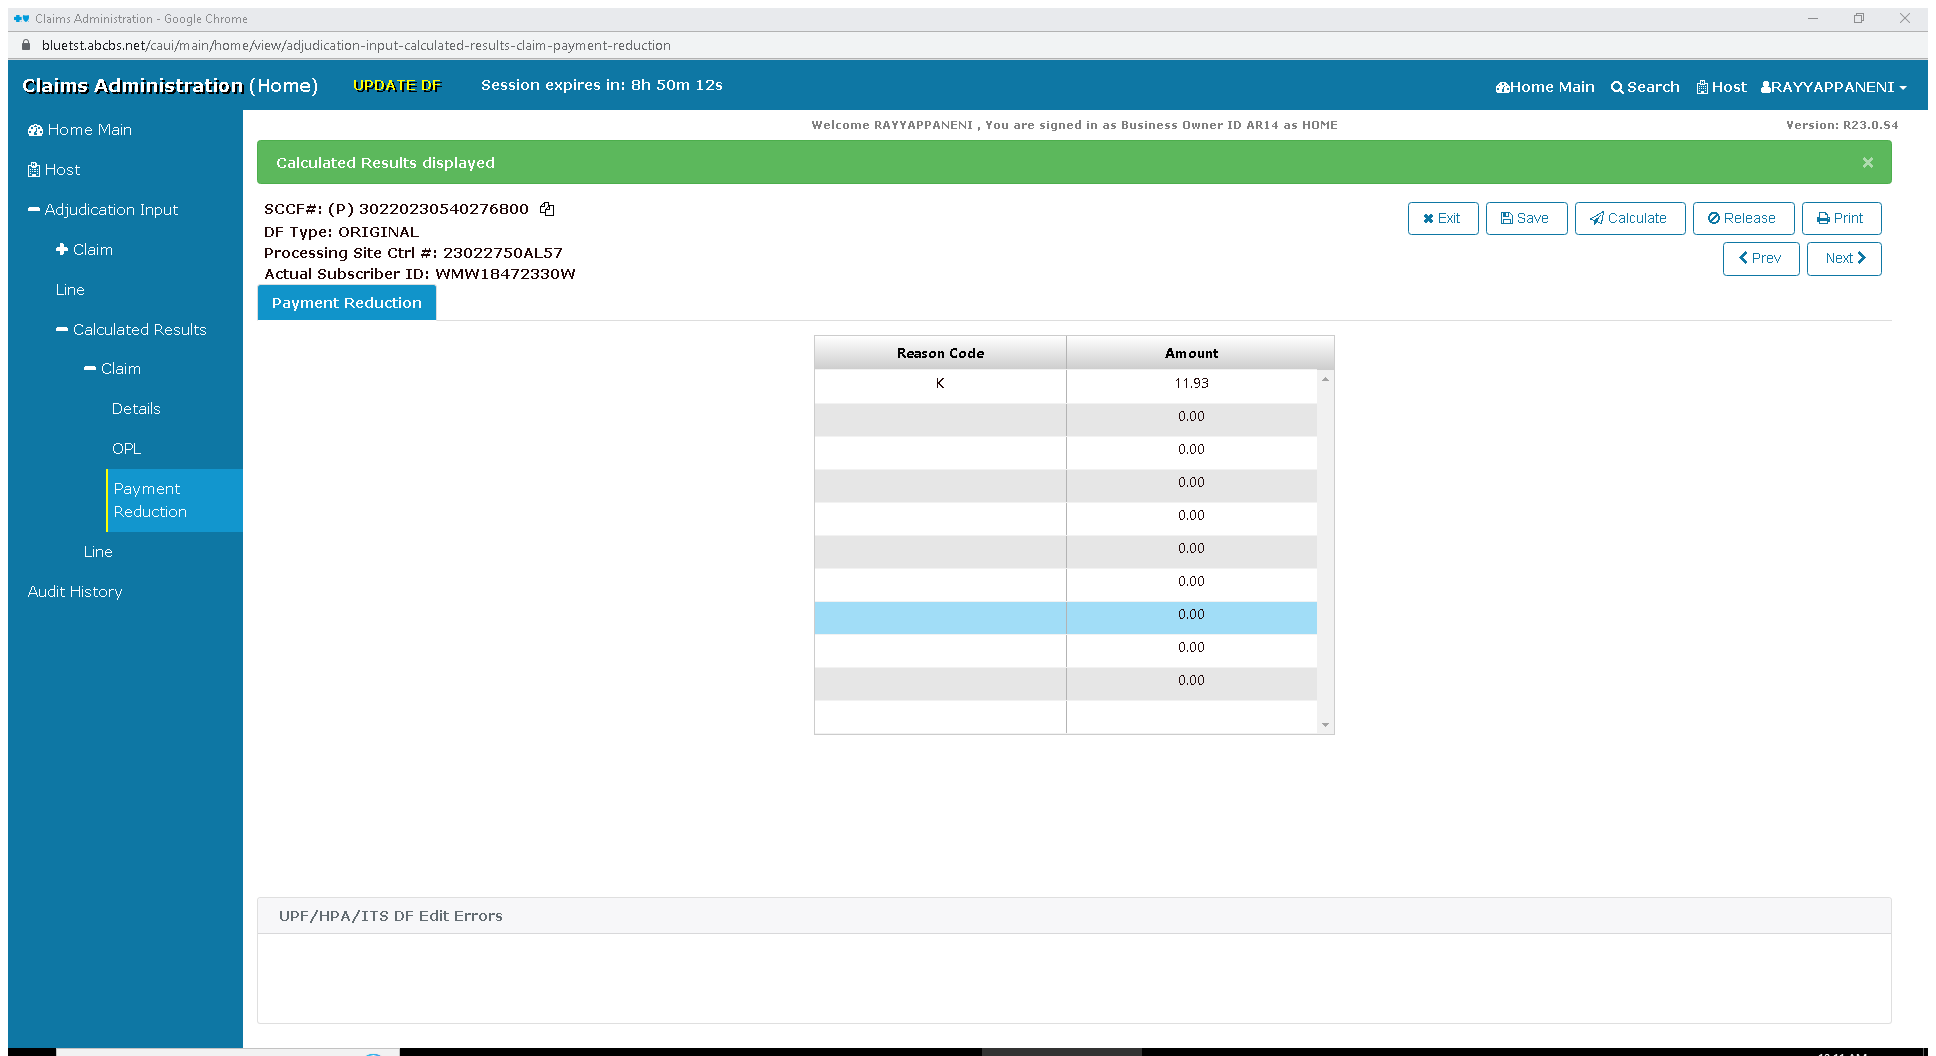 Claims Administration - Google Chrome
bluetst.abcbs.net/caui/main/home/view/adjudication-input-calculated-results-claim-payment-reduction
Claims Administration (Home) UPDATE DF Session expires in: 8h 50m 12s Home Main Search Host RAYYAPPANENI
Home Main
Host
Adjudication Input
Claim
Line
Calculated Results
Claim
Details
OPL
Payment
Reduction
Line
Audit History
Welcome RAYYAPPANENI , You are signed in as Business Owner ID AR14 as HOME Version: R23.0.S4
Calculated Results displayed ×
SCCF#: (P) 30220230540276800
DF Type: ORIGINAL
Processing Site Ctrl #: 23022750AL57
Actual Subscriber ID: WMW18472330W
Exit Save Calculate Release Print
Prev Next
Payment Reduction
Reason Code Amount
K 11.93
0.00
0.00
0.00
0.00
0.00
0.00
0.00
0.00
0.00
UPF/HPA/ITS DF Edit Errors